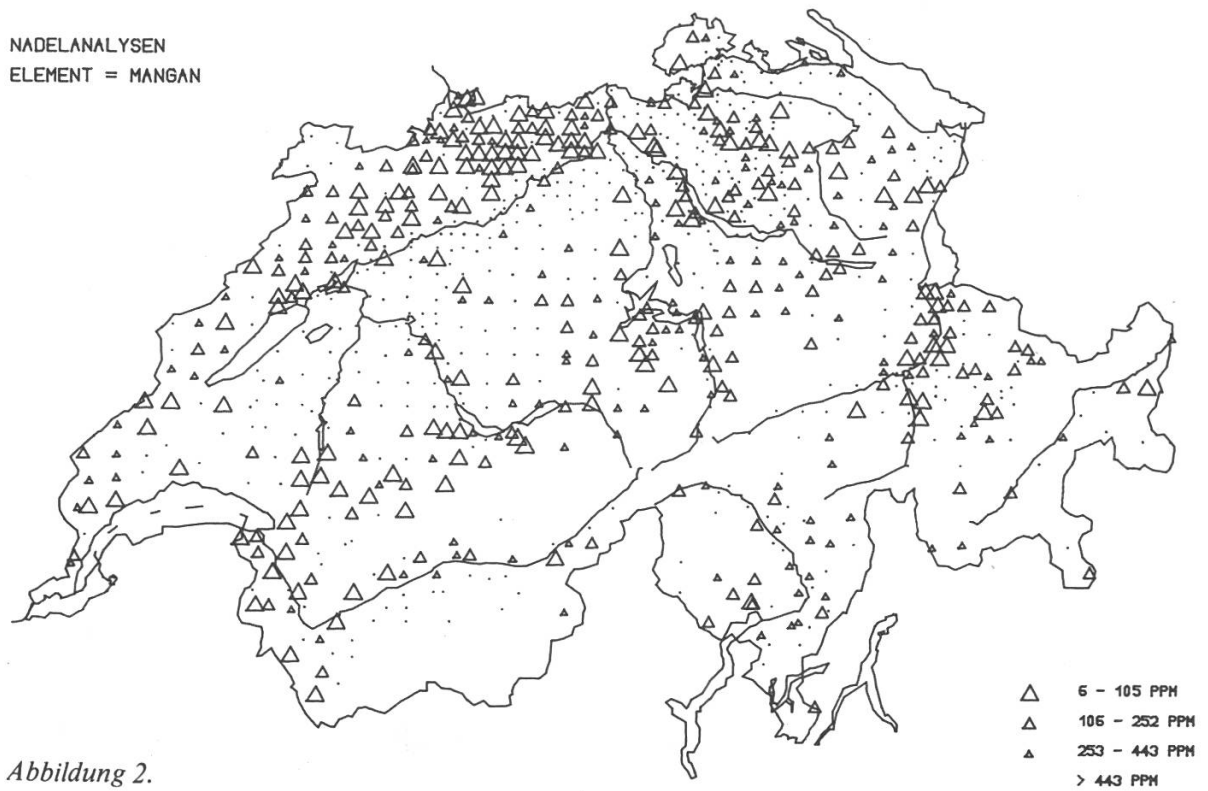 NADELANALYSEN
ELEMENT = MANGAN
6 - 105 PPM
106 - 252 PPM
253 - 443 PPM
> 443 PPM
Abbildung 2.